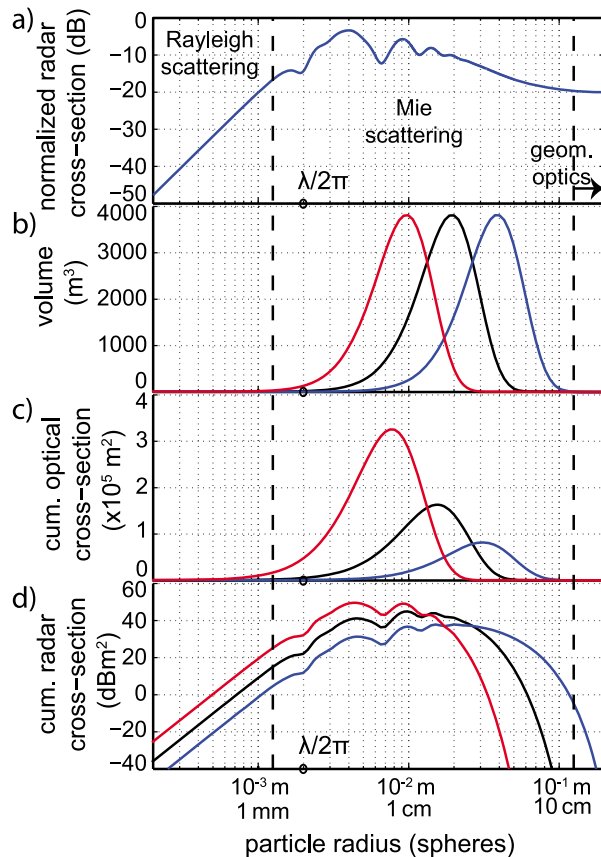 a)
normalized radar
cross−section (dB)
0
−10
−20
−30
−40
−50
Rayleigh
scattering
Mie
scattering
geom.
optics
λ/2π
b)
volume
(m³)
4000
3000
2000
1000
0
c)
cum. optical
cross−section
(x10⁵ m²)
4
3
2
1
0
d)
cum. radar
cross−section
(dBm²)
60
40
20
0
−20
−40
λ/2π
10⁻³ m
1 mm
10⁻² m
1 cm
10⁻¹ m
10 cm
particle radius (spheres)